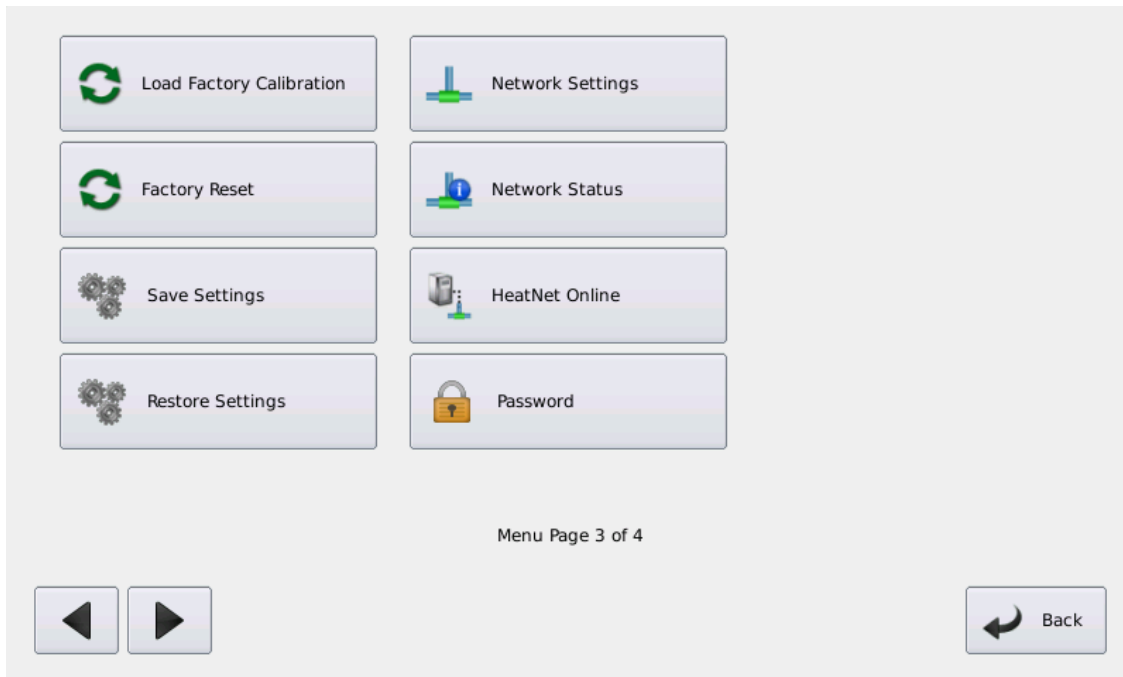 Load Factory Calibration
Network Settings
Factory Reset
Network Status
Save Settings
HeatNet Online
Restore Settings
Password
Menu Page 3 of 4
Back